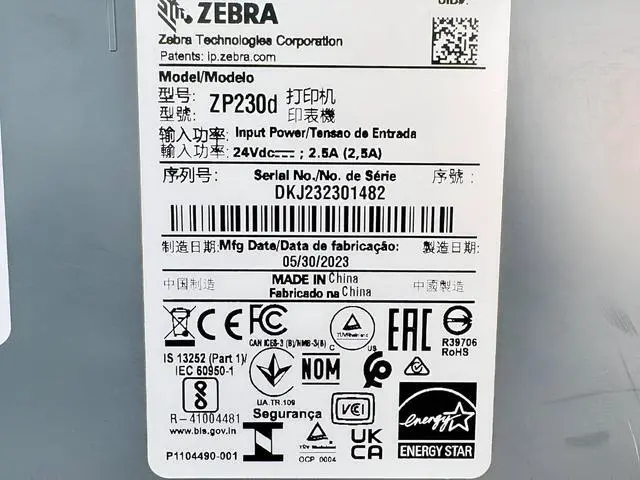 UID#:
ZEBRA
Zebra Technologies Corporation
Patents: ip.zebra.com
Model/Modelo
型号: ZP230d 打印机
型號: 印表機
输入功率: Input Power/Tensao de Entrada
輸入功率: 24Vdc ; 2.5A (2,5A)
序列号: Serial No./No. de Série 序號:
DKJ232301482
制造日期: Mfg Date/Data de fabricação: 製造日期:
05/30/2023
中国制造 MADE IN China 中國製造
Fabricado na China
CE FC EAC
CAN ICES-3 (B)/NMB-3(B) C US R39706
RoHS
IS 13252 (Part 1)/
IEC 60950-1
UA.TR.109 NOM
R-41004481
www.bis.gov.in
Segurança
VCCI
OCP 0004
UK
CA
energy
ENERGY STAR
P1104490-001
N